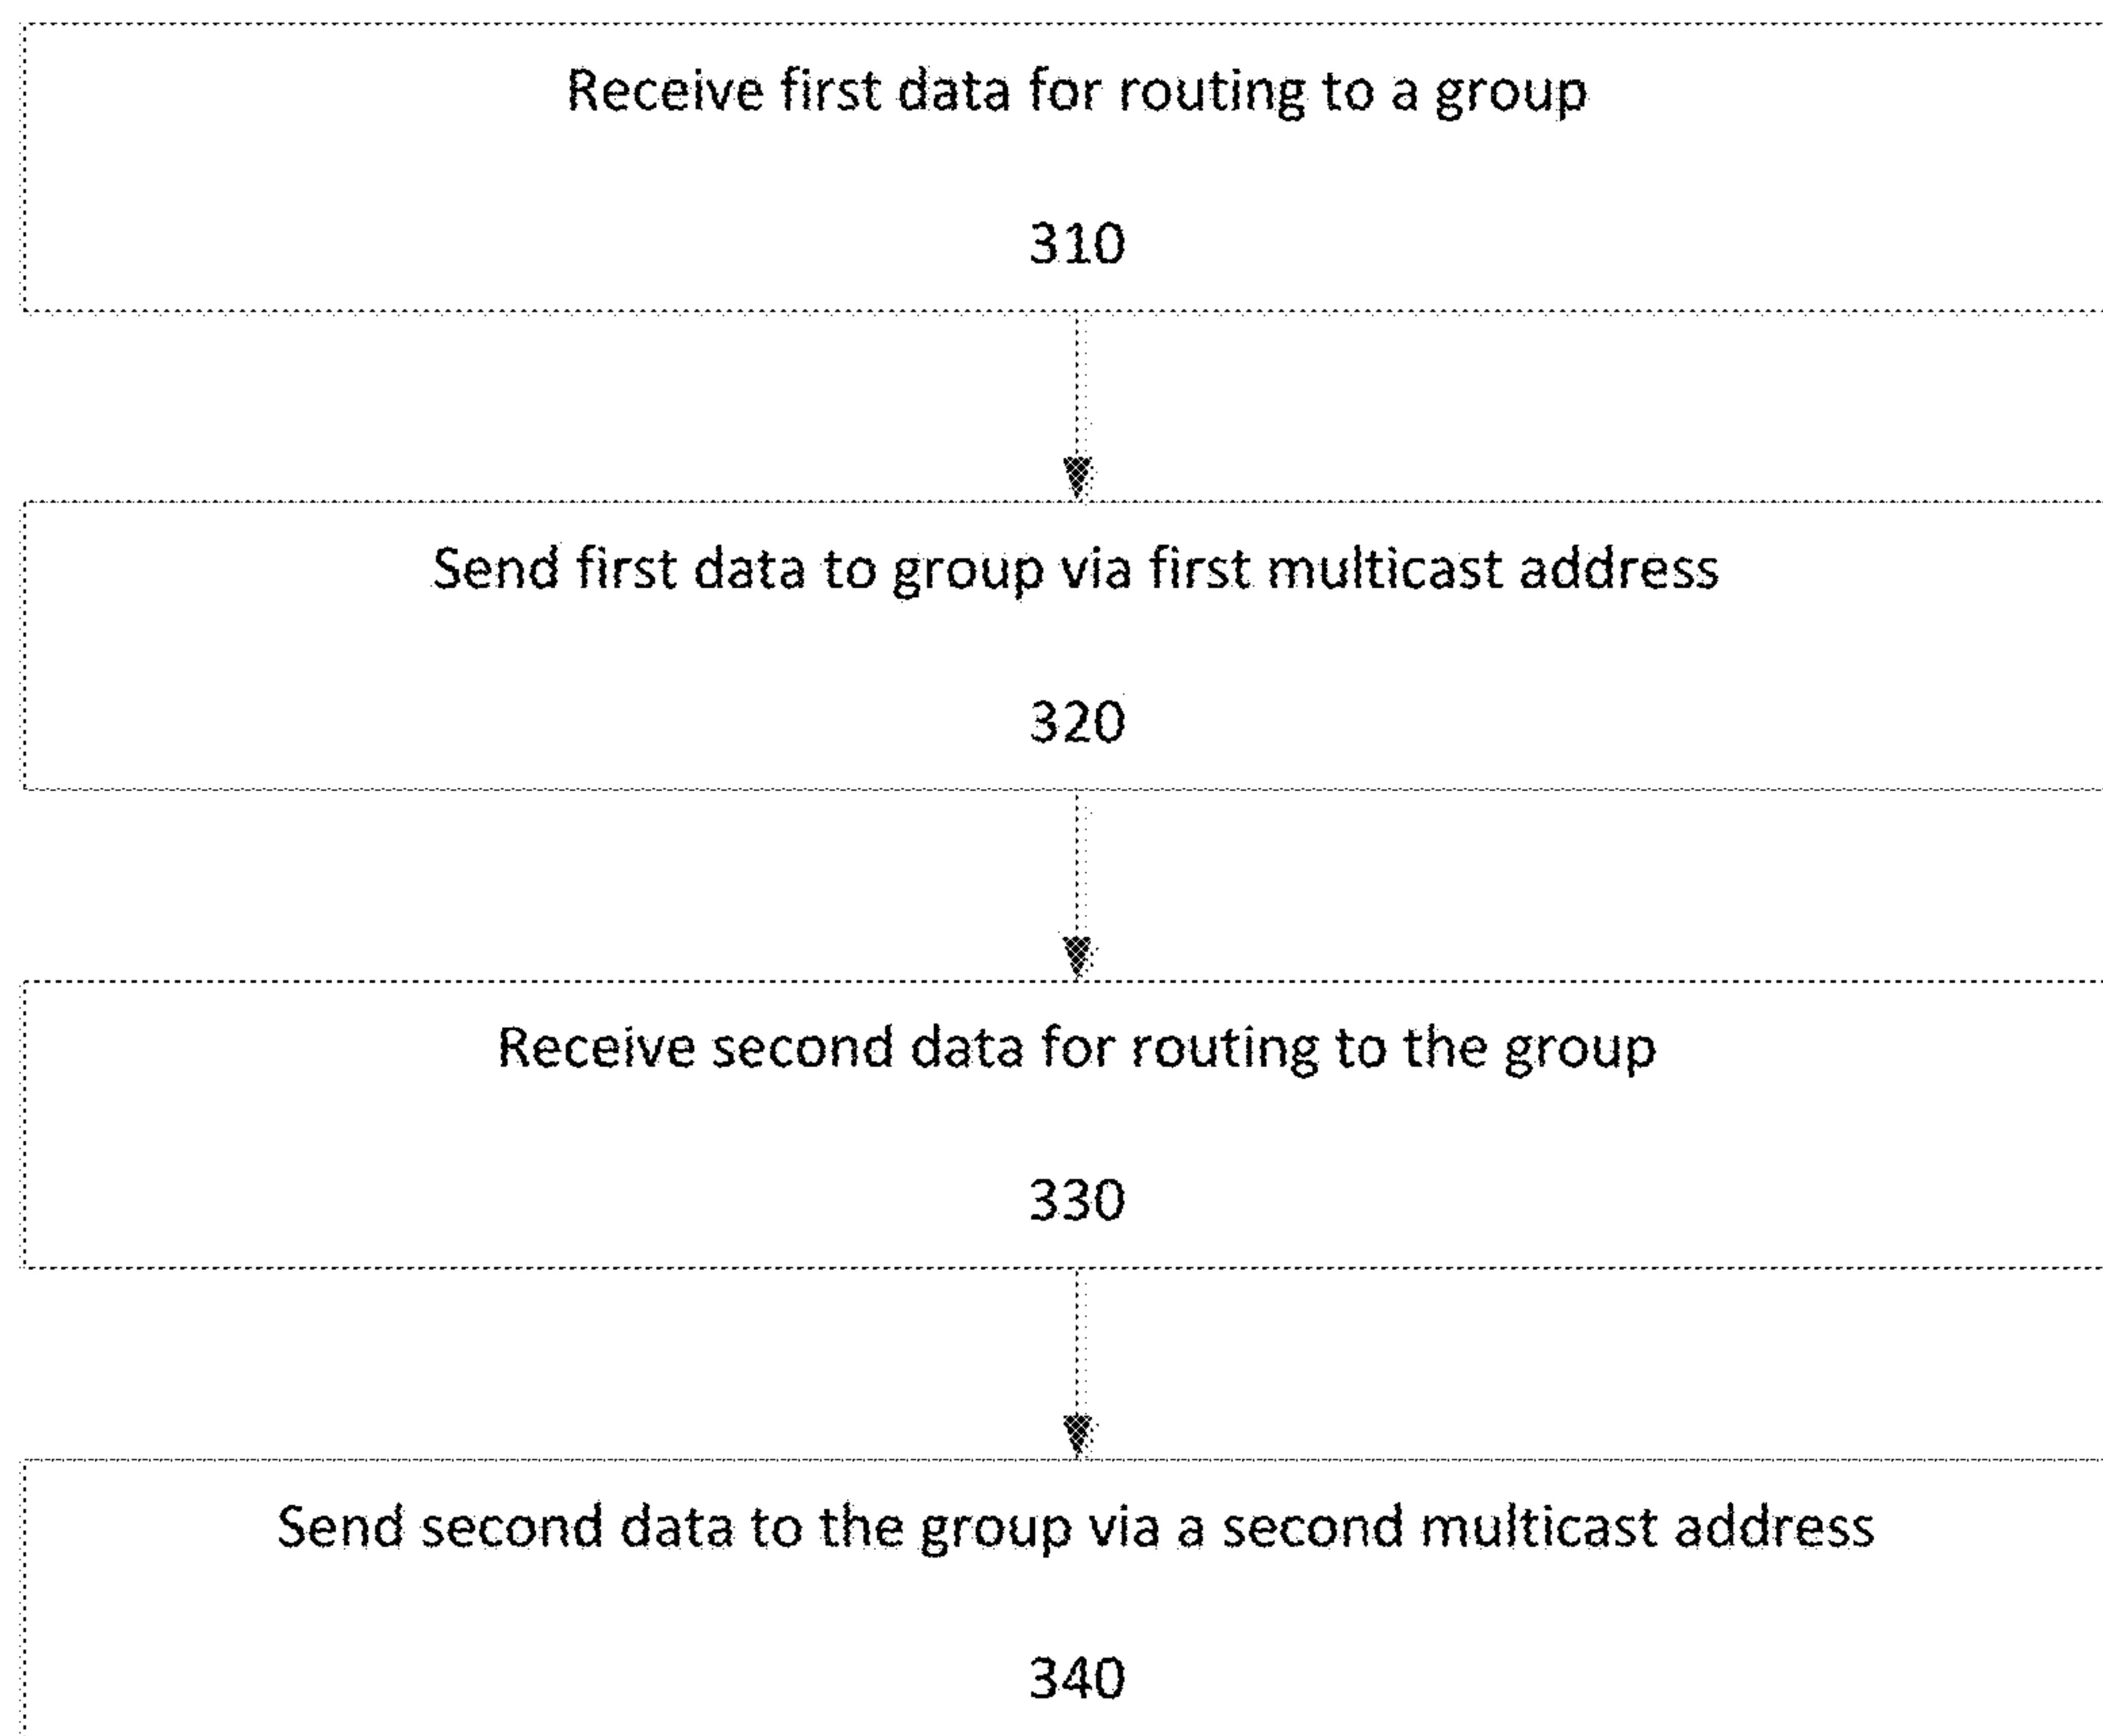 Receive first data for routing to a group
310
Send first data to group via first multicast address
320
Receive second data for routing to the group
330
Send second data to the group via a second multicast address
340